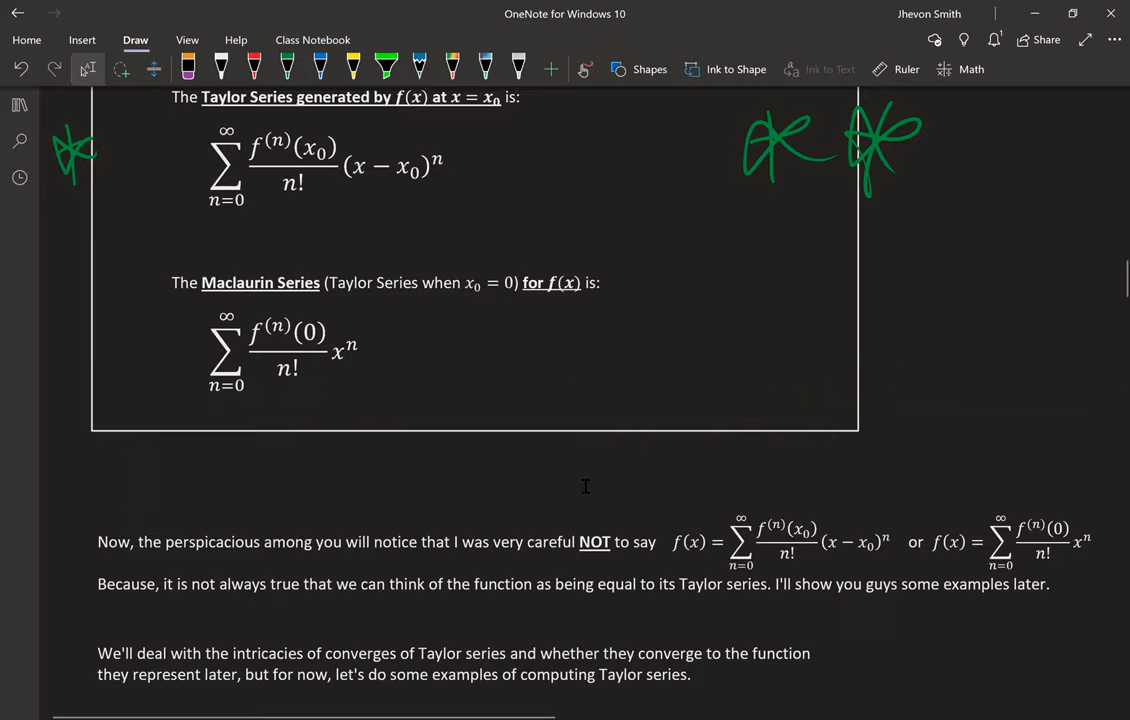 OneNote for Windows 10
Jhevon Smith
Home Insert Draw View Help Class Notebook
Share
Shapes Ink to Shape Ink to Text Ruler Math
The Taylor Series generated by f(x) at x = x₀ is:
∑_{n=0}^{∞} f⁽ⁿ⁾(x₀)/n! (x − x₀)ⁿ
The Maclaurin Series (Taylor Series when x₀ = 0) for f(x) is:
∑_{n=0}^{∞} f⁽ⁿ⁾(0)/n! xⁿ
Now, the perspicacious among you will notice that I was very careful NOT to say f(x) = ∑_{n=0}^{∞} f⁽ⁿ⁾(x₀)/n! (x − x₀)ⁿ or f(x) = ∑_{n=0}^{∞} f⁽ⁿ⁾(0)/n! xⁿ
Because, it is not always true that we can think of the function as being equal to its Taylor series. I'll show you guys some examples later.
We'll deal with the intricacies of converges of Taylor series and whether they converge to the function
they represent later, but for now, let's do some examples of computing Taylor series.